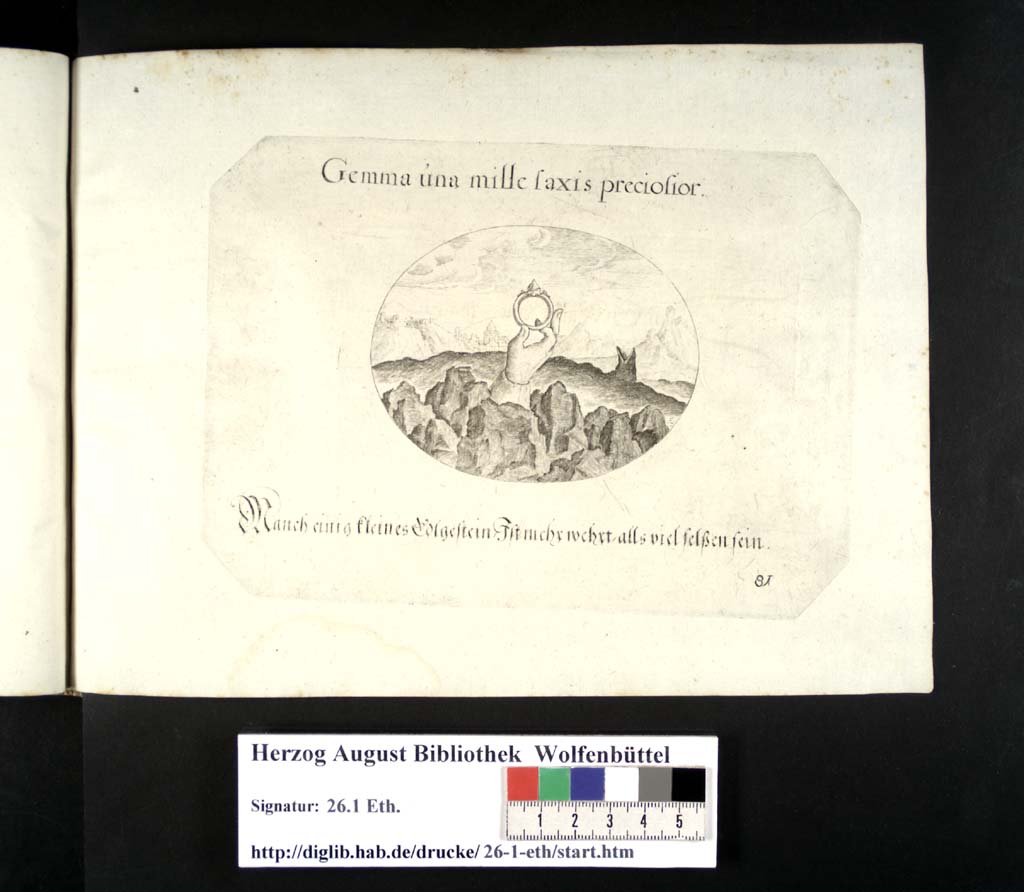 Gemma úna mille ſaxis precioſior.
Manch einig kleines Edlgeſtein Iſt mehr wehrt alls viel felßen ſein.
81
Herzog August Bibliothek Wolfenbüttel
Signatur: 26.1 Eth.
1 2 3 4 5
http://diglib.hab.de/drucke/ 26-1-eth/start.htm